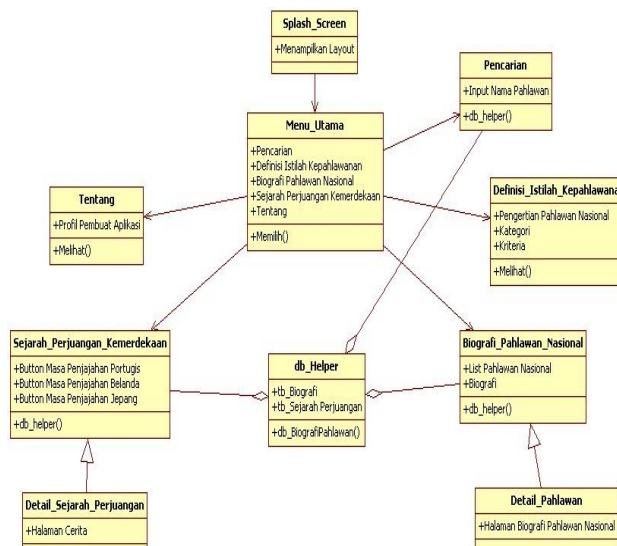 Splash_Screen
+Menampilkan Layout
Pencarian
+Input Nama Pahlawan
+db_helper()
Menu_Utama
+Pencarian
+Definisi Istilah Kepahlawanan
+Biografi Pahlawan Nasional
+Sejarah Perjuangan Kemerdekaan
+Tentang
+Memilih()
Tentang
+Profil Pembuat Aplikasi
+Melihat()
Definisi_Istilah_Kepahlawana
+Pengertian Pahlawan Nasional
+Kategori
+Kriteria
+Melihat()
Sejarah_Perjuangan_Kemerdekaan
+Button Masa Penjajahan Portugis
+Button Masa Penjajahan Belanda
+Button Masa Penjajahan Jepang
+db_helper()
db_Helper
+tb_Biografi
+tb_Sejarah Perjuangan
+db_BiografiPahlawan()
Biografi_Pahlawan_Nasional
+List Pahlawan Nasional
+Biografi
+db_helper()
Detail_Sejarah_Perjuangan
+Halaman Cerita
Detail_Pahlawan
+Halaman Biografi Pahlawan Nasional